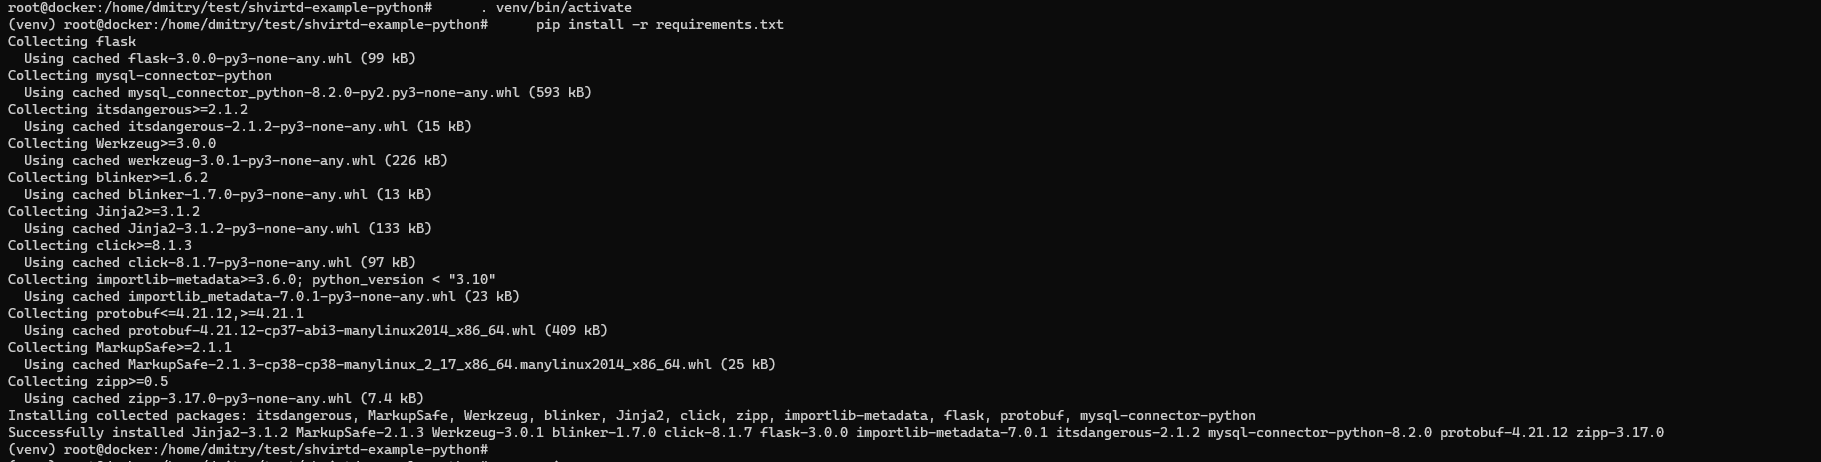 root@docker:/home/dmitry/test/shvirtd-example-python#      . venv/bin/activate
(venv) root@docker:/home/dmitry/test/shvirtd-example-python#      pip install -r requirements.txt
Collecting flask
  Using cached flask-3.0.0-py3-none-any.whl (99 kB)
Collecting mysql-connector-python
  Using cached mysql_connector_python-8.2.0-py2.py3-none-any.whl (593 kB)
Collecting itsdangerous>=2.1.2
  Using cached itsdangerous-2.1.2-py3-none-any.whl (15 kB)
Collecting Werkzeug>=3.0.0
  Using cached werkzeug-3.0.1-py3-none-any.whl (226 kB)
Collecting blinker>=1.6.2
  Using cached blinker-1.7.0-py3-none-any.whl (13 kB)
Collecting Jinja2>=3.1.2
  Using cached Jinja2-3.1.2-py3-none-any.whl (133 kB)
Collecting click>=8.1.3
  Using cached click-8.1.7-py3-none-any.whl (97 kB)
Collecting importlib-metadata>=3.6.0; python_version < "3.10"
  Using cached importlib_metadata-7.0.1-py3-none-any.whl (23 kB)
Collecting protobuf<=4.21.12,>=4.21.1
  Using cached protobuf-4.21.12-cp37-abi3-manylinux2014_x86_64.whl (409 kB)
Collecting MarkupSafe>=2.1.1
  Using cached MarkupSafe-2.1.3-cp38-cp38-manylinux_2_17_x86_64.manylinux2014_x86_64.whl (25 kB)
Collecting zipp>=0.5
  Using cached zipp-3.17.0-py3-none-any.whl (7.4 kB)
Installing collected packages: itsdangerous, MarkupSafe, Werkzeug, blinker, Jinja2, click, zipp, importlib-metadata, flask, protobuf, mysql-connector-python
Successfully installed Jinja2-3.1.2 MarkupSafe-2.1.3 Werkzeug-3.0.1 blinker-1.7.0 click-8.1.7 flask-3.0.0 importlib-metadata-7.0.1 itsdangerous-2.1.2 mysql-connector-python-8.2.0 protobuf-4.21.12 zipp-3.17.0
(venv) root@docker:/home/dmitry/test/shvirtd-example-python#